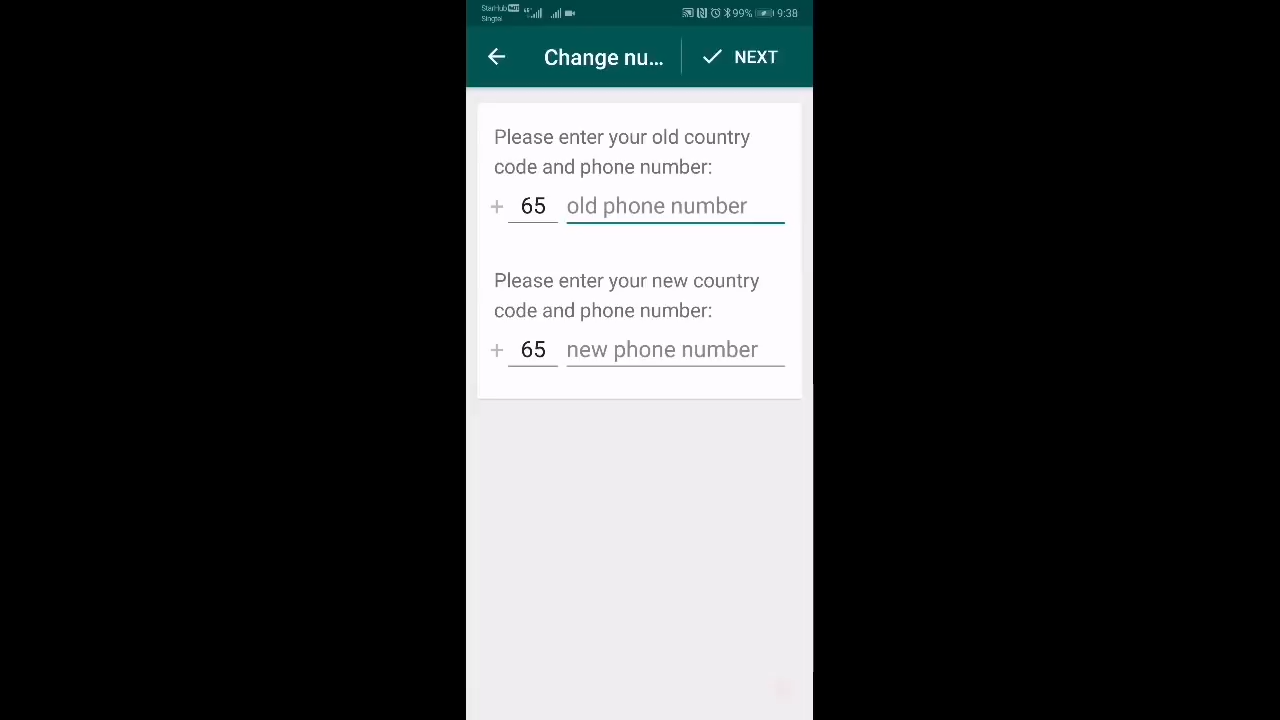 StarHub
Singtel
99% 9:38
Change nu... NEXT
Please enter your old country
code and phone number:
+ 65 old phone number
Please enter your new country
code and phone number:
+ 65 new phone number